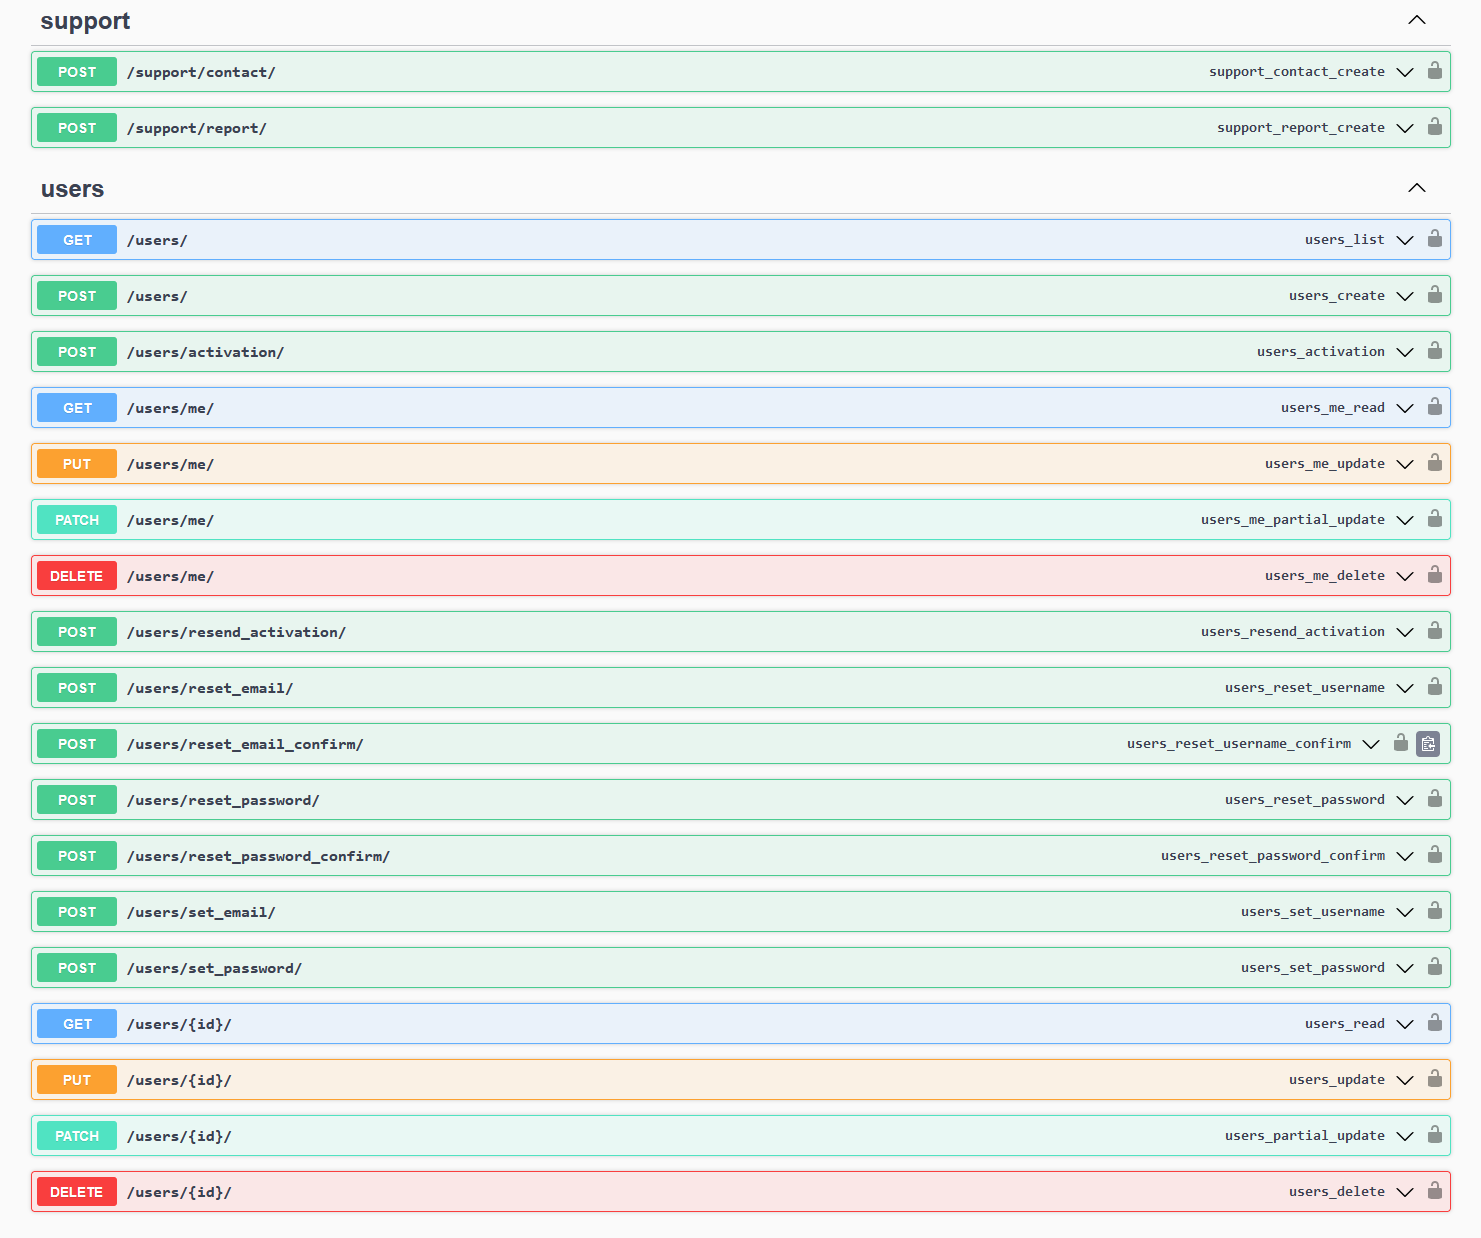 support
POST /support/contact/ support_contact_create
POST /support/report/ support_report_create
users
GET /users/ users_list
POST /users/ users_create
POST /users/activation/ users_activation
GET /users/me/ users_me_read
PUT /users/me/ users_me_update
PATCH /users/me/ users_me_partial_update
DELETE /users/me/ users_me_delete
POST /users/resend_activation/ users_resend_activation
POST /users/reset_email/ users_reset_username
POST /users/reset_email_confirm/ users_reset_username_confirm
POST /users/reset_password/ users_reset_password
POST /users/reset_password_confirm/ users_reset_password_confirm
POST /users/set_email/ users_set_username
POST /users/set_password/ users_set_password
GET /users/{id}/ users_read
PUT /users/{id}/ users_update
PATCH /users/{id}/ users_partial_update
DELETE /users/{id}/ users_delete